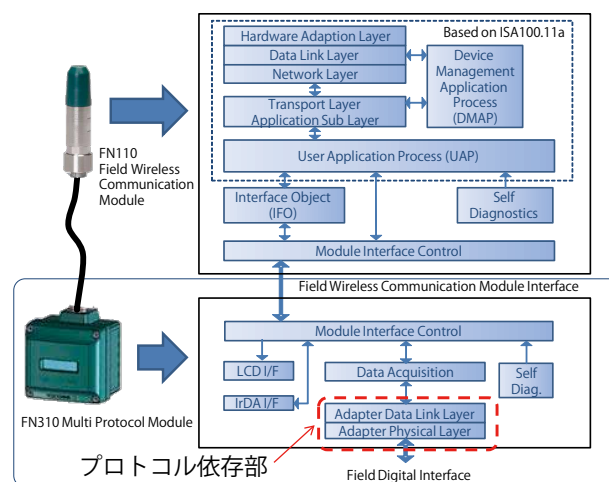 Based on ISA100.11a
Hardware Adaption Layer
Data Link Layer
Network Layer
Device
Management
Application
Process
(DMAP)
Transport Layer
Application Sub Layer
User Application Process (UAP)
FN110
Field Wireless
Communication
Module
Interface Object
(IFO)
Self
Diagnostics
Module Interface Control
Field Wireless Communication Module Interface
Module Interface Control
LCD I/F
Data Acquisition
Self
Diag.
IrDA I/F
Adapter Data Link Layer
Adapter Physical Layer
FN310 Multi Protocol Module
プロトコル依存部
Field Digital Interface